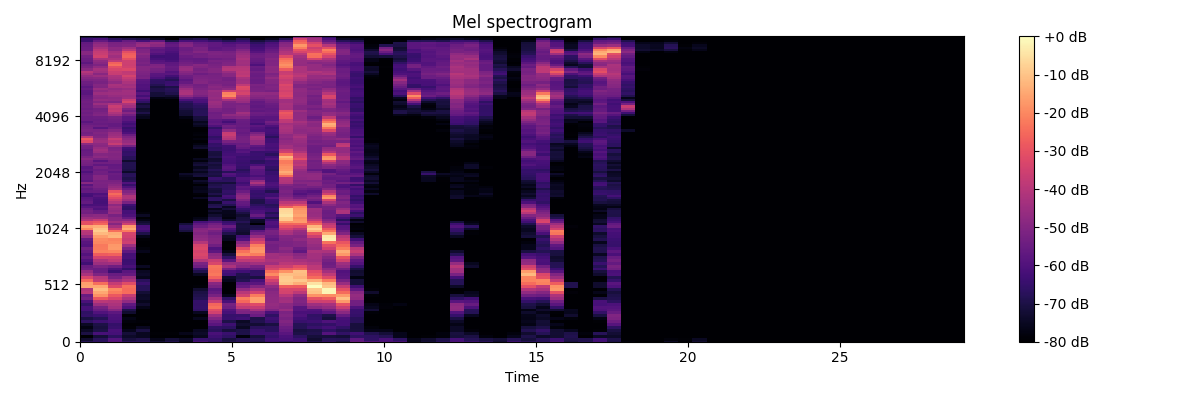 Mel spectrogram
Hz
8192
4096
2048
1024
512
0
0 5 10 15 20 25
Time
+0 dB
-10 dB
-20 dB
-30 dB
-40 dB
-50 dB
-60 dB
-70 dB
-80 dB